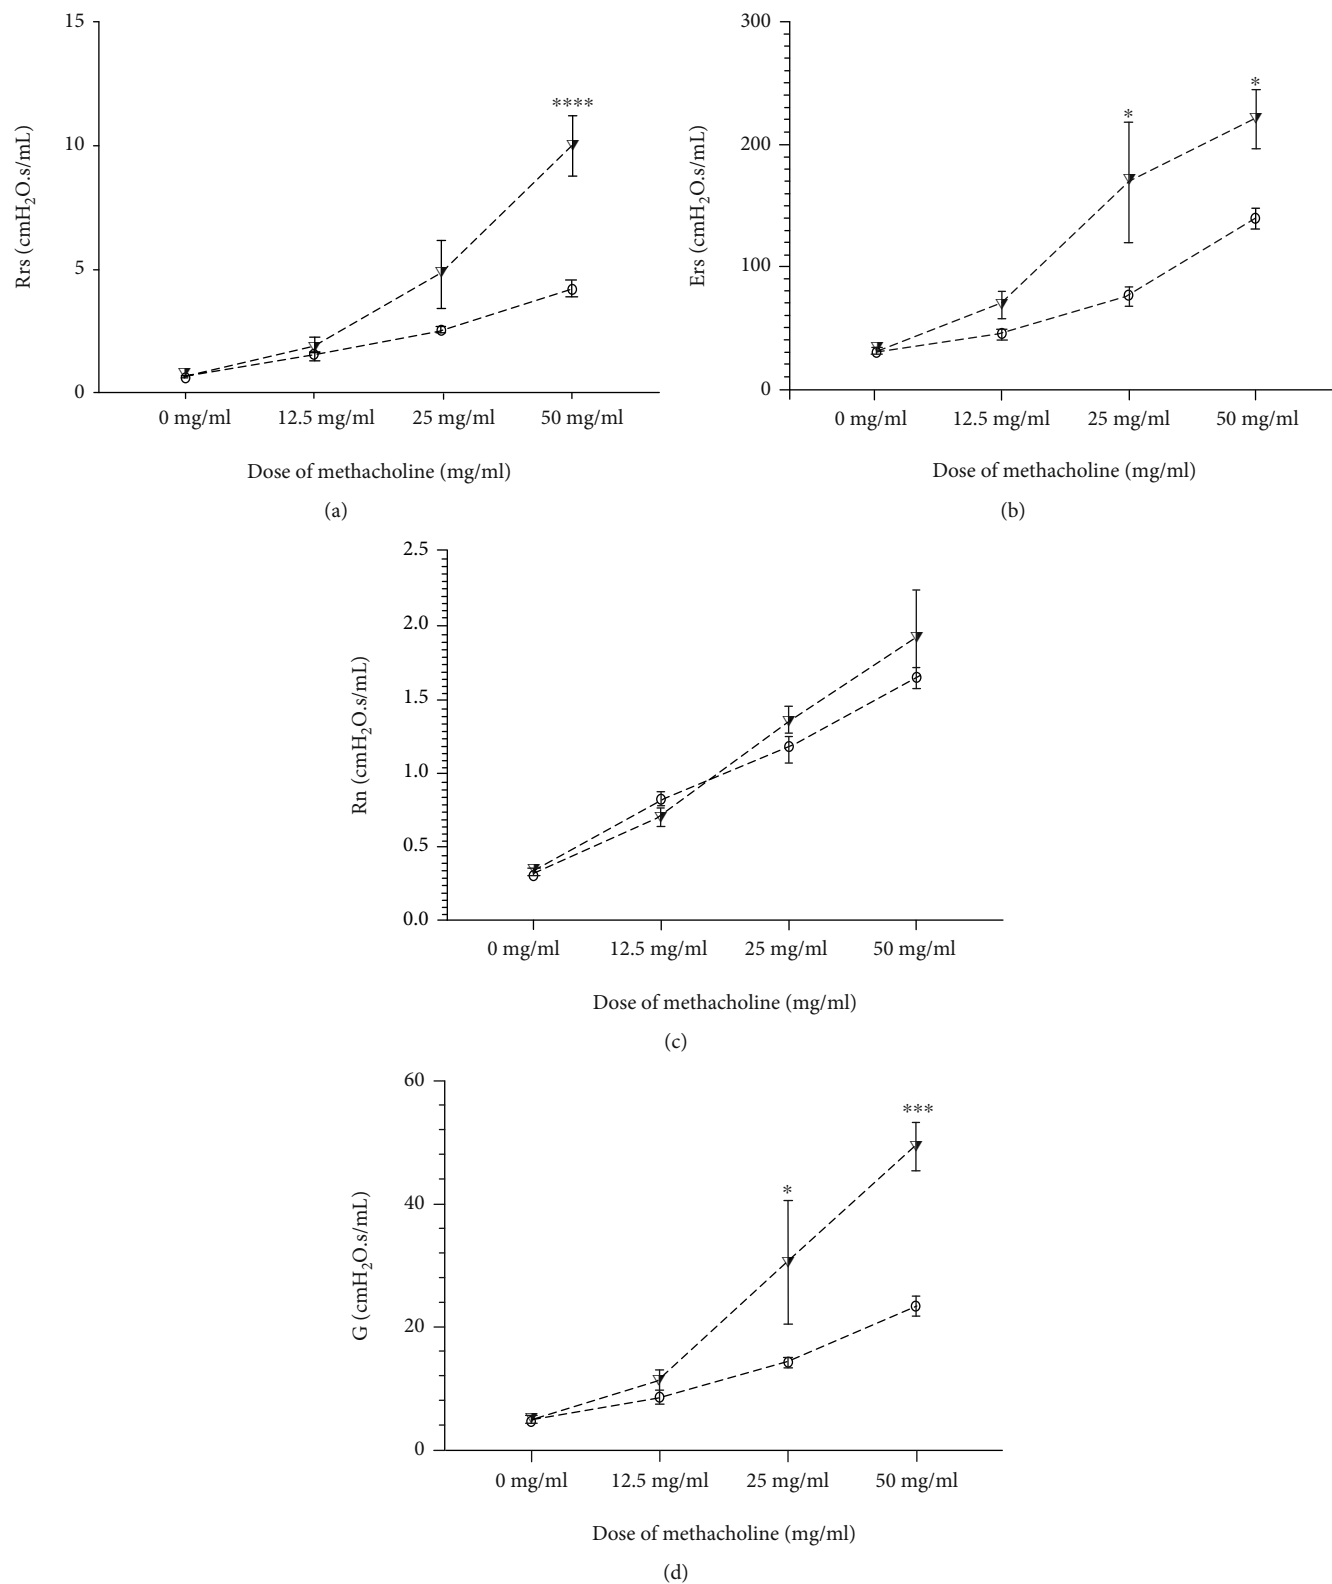 15
10
5
0
Rrs (cmH₂O.s/mL)
****
0 mg/ml 12.5 mg/ml 25 mg/ml 50 mg/ml
Dose of methacholine (mg/ml)
(a)
300
200
100
0
Ers (cmH₂O.s/mL)
*
*
0 mg/ml 12.5 mg/ml 25 mg/ml 50 mg/ml
Dose of methacholine (mg/ml)
(b)
2.5
2.0
1.5
1.0
0.5
0.0
Rn (cmH₂O.s/mL)
0 mg/ml 12.5 mg/ml 25 mg/ml 50 mg/ml
Dose of methacholine (mg/ml)
(c)
60
40
20
0
G (cmH₂O.s/mL)
*
***
0 mg/ml 12.5 mg/ml 25 mg/ml 50 mg/ml
Dose of methacholine (mg/ml)
(d)